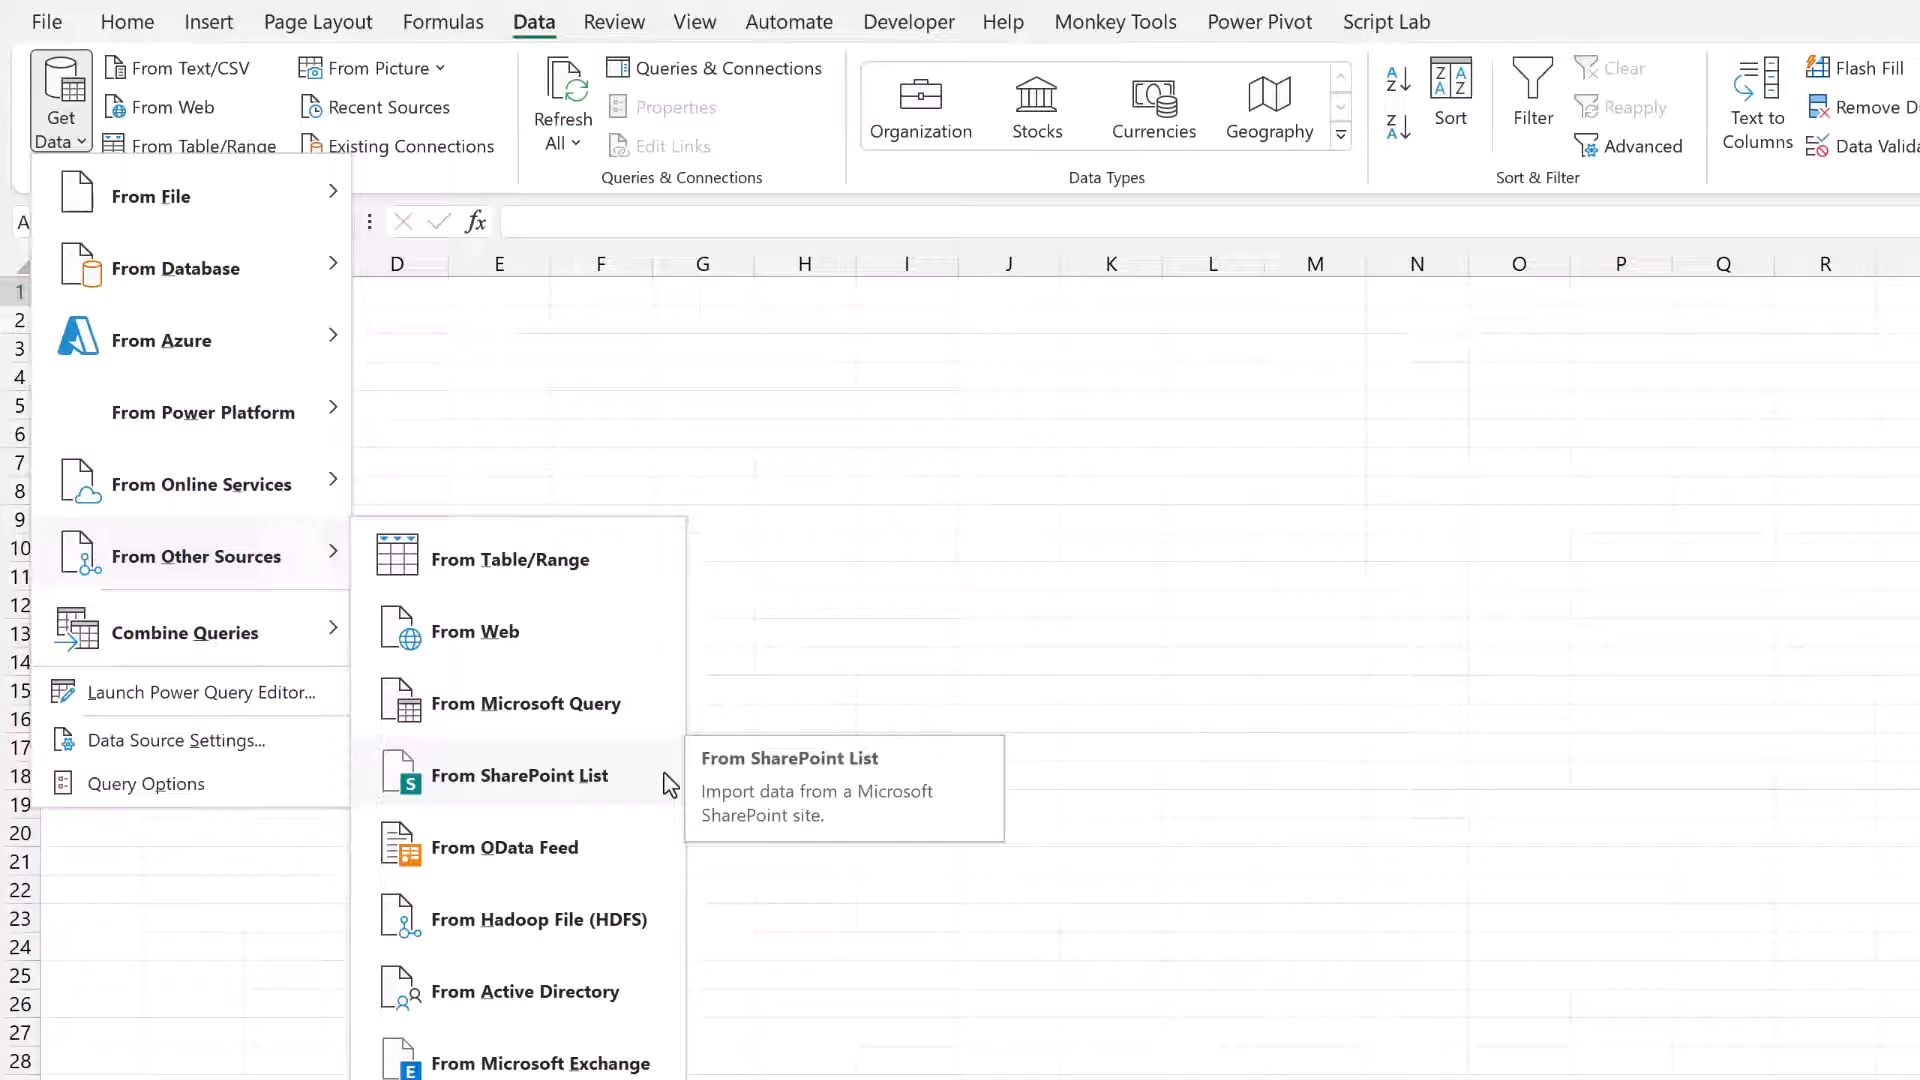 File Home Insert Page Layout Formulas Data Review View Automate Developer Help Monkey Tools Power Pivot Script Lab
Get
Data
From Text/CSV
From Web
From Table/Range
From Picture
Recent Sources
Existing Connections
Refresh
All
Queries & Connections
Properties
Edit Links
Queries & Connections
Organization
Stocks
Currencies
Geography
Data Types
Sort
Filter
Clear
Reapply
Advanced
Sort & Filter
Text to
Columns
Flash Fill
Remove D
Data Valida
A
fx
D E F G H I J K L M N O P Q R
1
2
3
4
5
6
7
8
9
10
11
12
13
14
15
16
17
18
19
20
21
22
23
24
25
26
27
28
From File
From Database
From Azure
From Power Platform
From Online Services
From Other Sources
Combine Queries
Launch Power Query Editor...
Data Source Settings...
Query Options
From Table/Range
From Web
From Microsoft Query
From SharePoint List
From OData Feed
From Hadoop File (HDFS)
From Active Directory
From Microsoft Exchange
From SharePoint List
Import data from a Microsoft
SharePoint site.